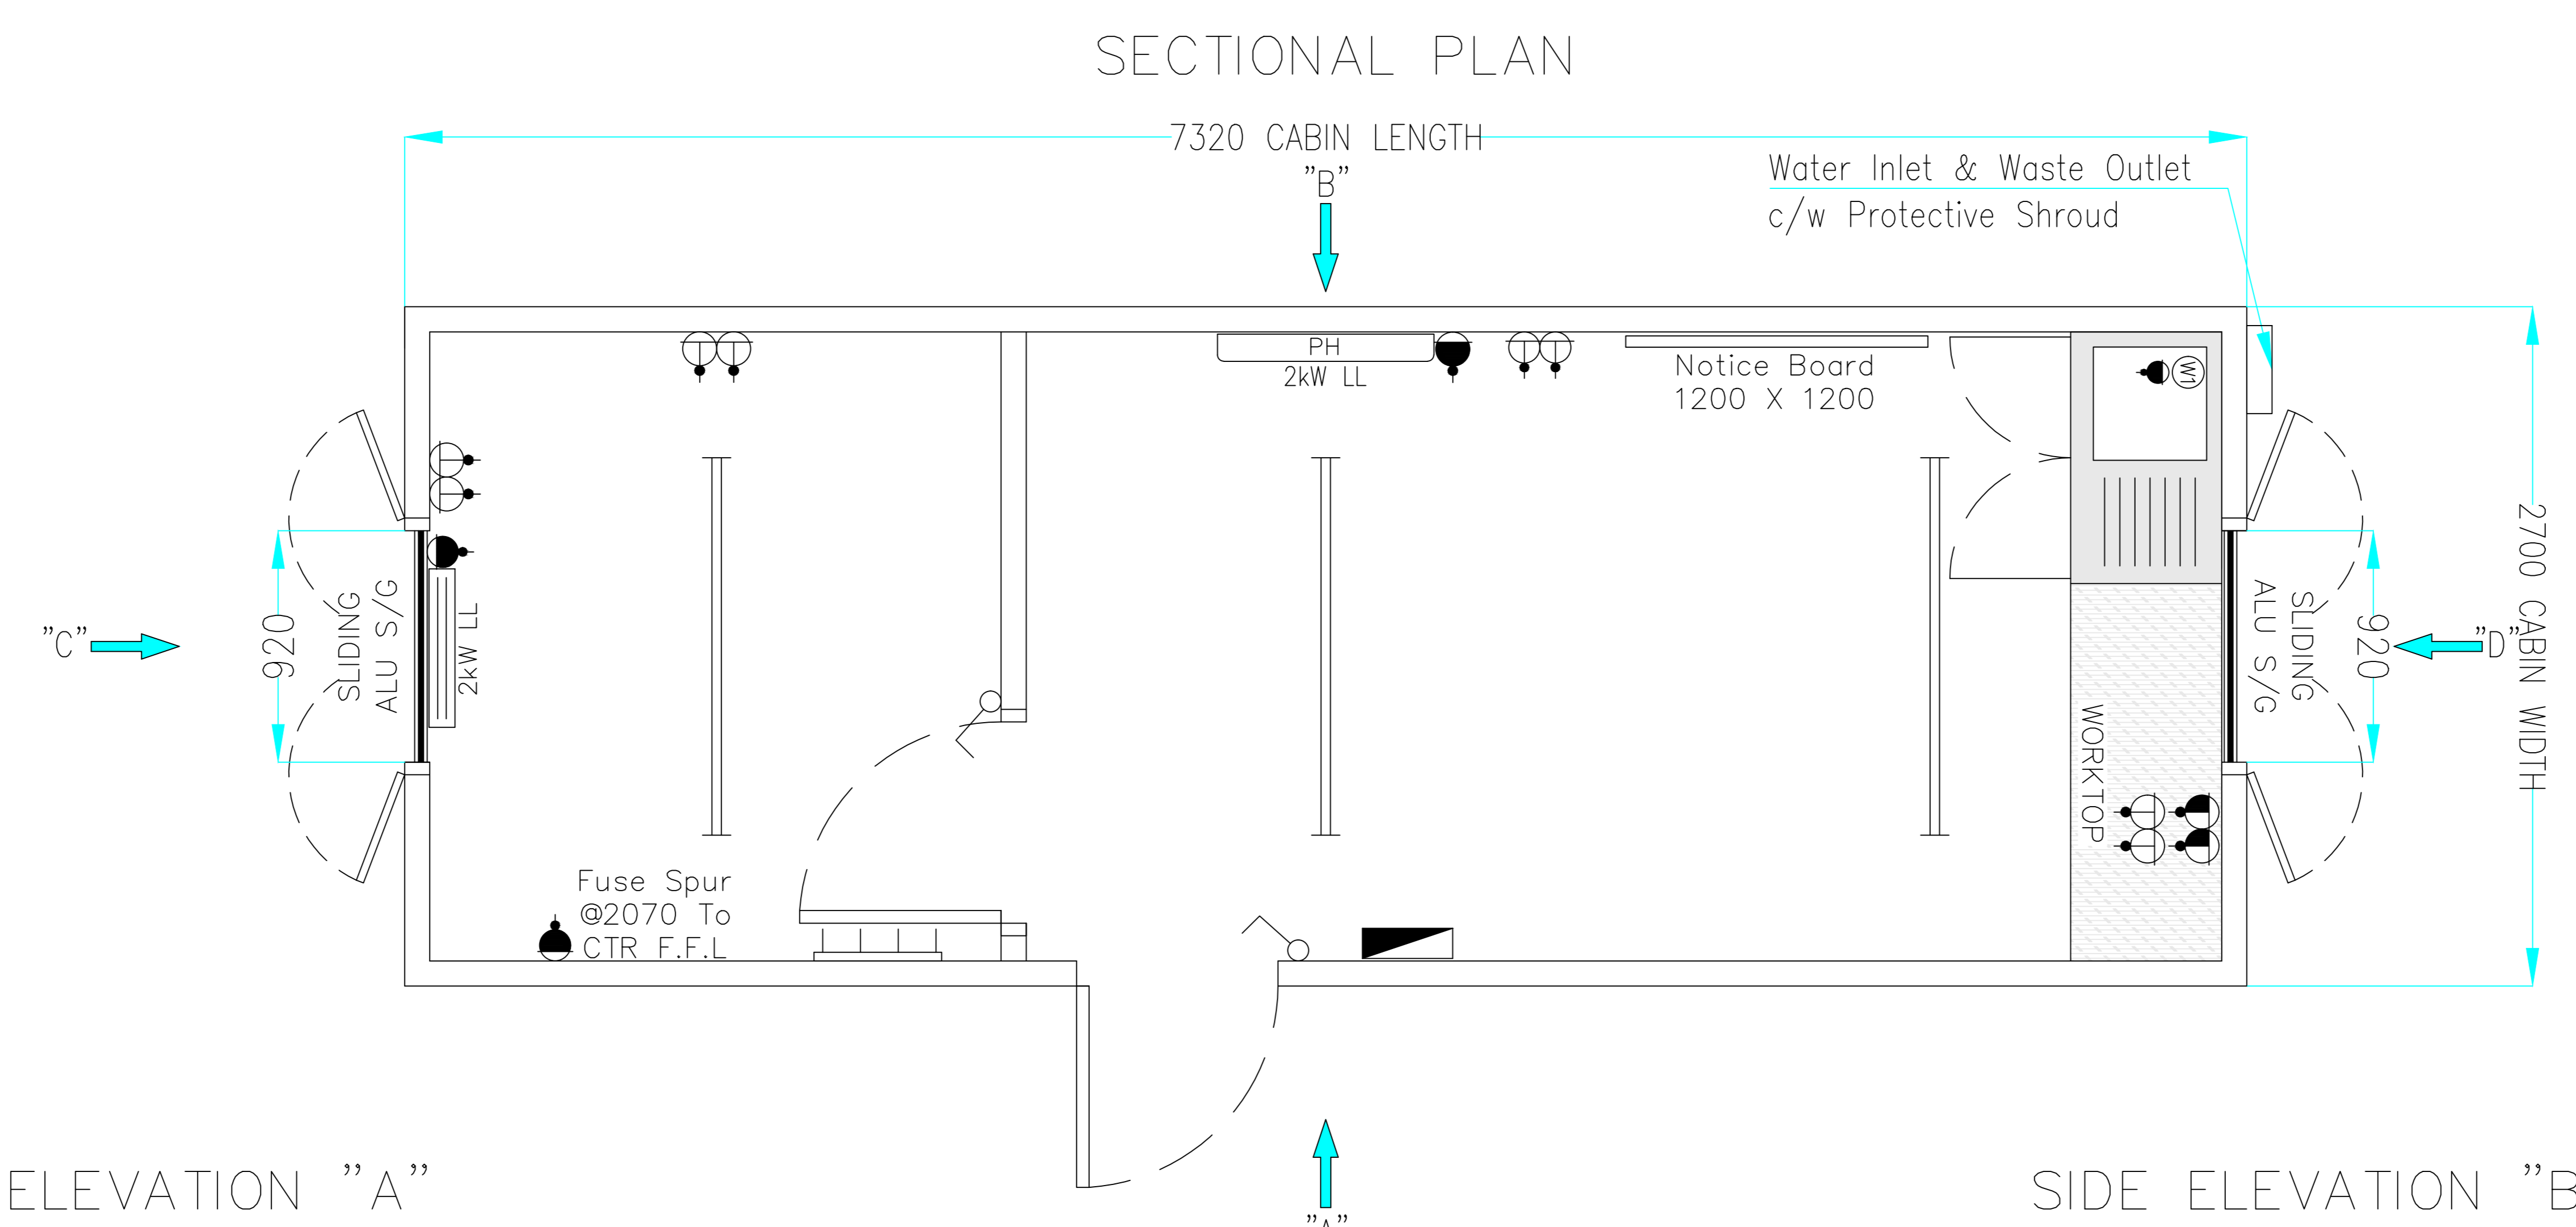 SECTIONAL PLAN
7320 CABIN LENGTH
"B"
Water Inlet & Waste Outlet
c/w Protective Shroud
PH
2kW LL
Notice Board
1200 X 1200
W1
"C"
920
SLIDING
ALU S/G
2kW LL
WORKTOP
SLIDING
ALU S/G
920
"D"
2700 CABIN WIDTH
Fuse Spur
@2070 To
CTR F.F.L
ELEVATION "A"
"A"
SIDE ELEVATION "B